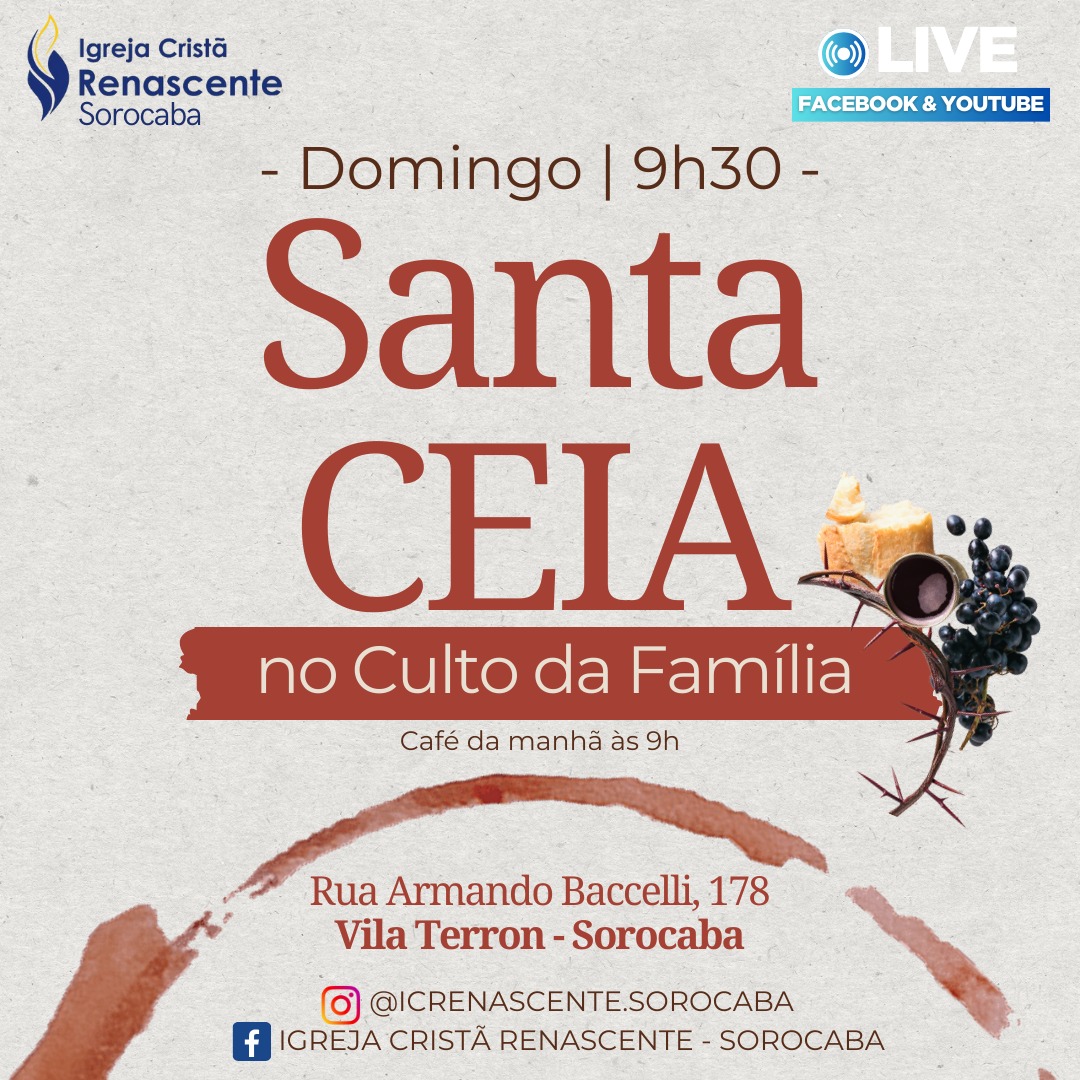 Igreja Cristã
Renascente
Sorocaba
LIVE
FACEBOOK & YOUTUBE
- Domingo | 9h30 -
Santa
CEIA
no Culto da Família
Café da manhã às 9h
Rua Armando Baccelli, 178
Vila Terron - Sorocaba
@ICRENASCENTE.SOROCABA
IGREJA CRISTÃ RENASCENTE - SOROCABA